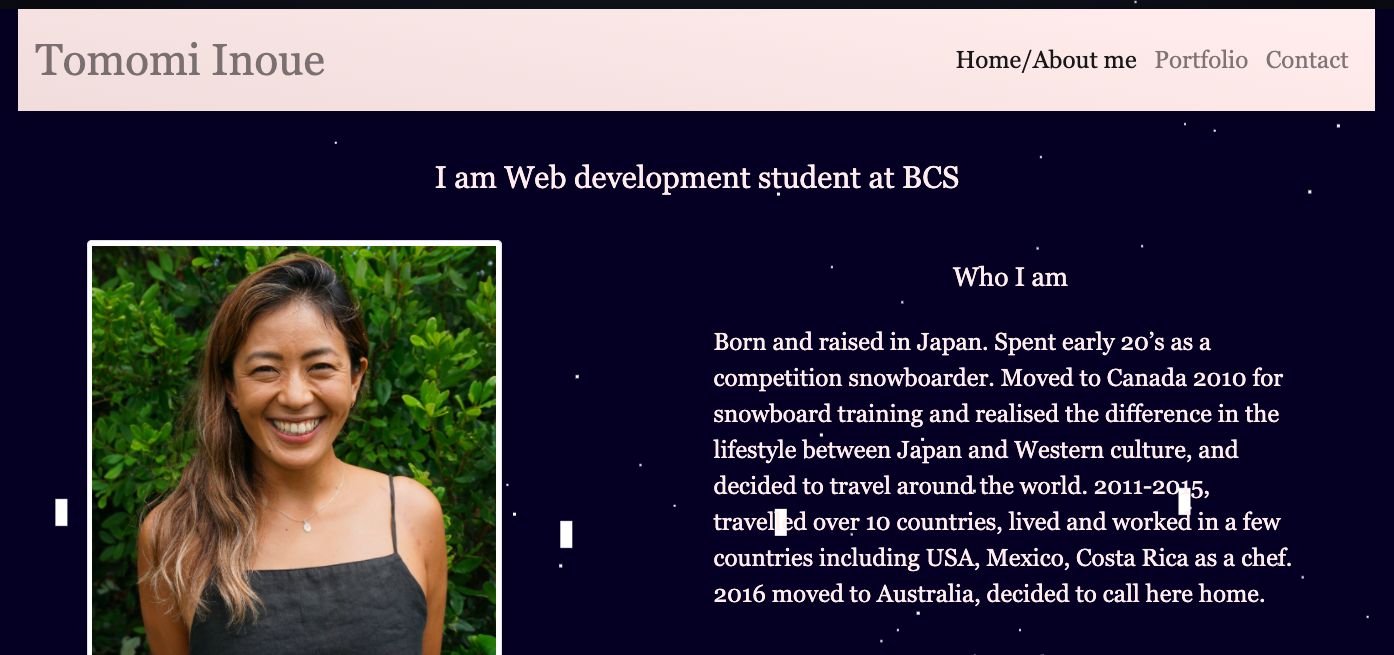 Tomomi Inoue
Home/About me Portfolio Contact
I am Web development student at BCS
Who I am
Born and raised in Japan. Spent early 20’s as a
competition snowboarder. Moved to Canada 2010 for
snowboard training and realised the difference in the
lifestyle between Japan and Western culture, and
decided to travel around the world. 2011-2015,
travelled over 10 countries, lived and worked in a few
countries including USA, Mexico, Costa Rica as a chef.
2016 moved to Australia, decided to call here home.